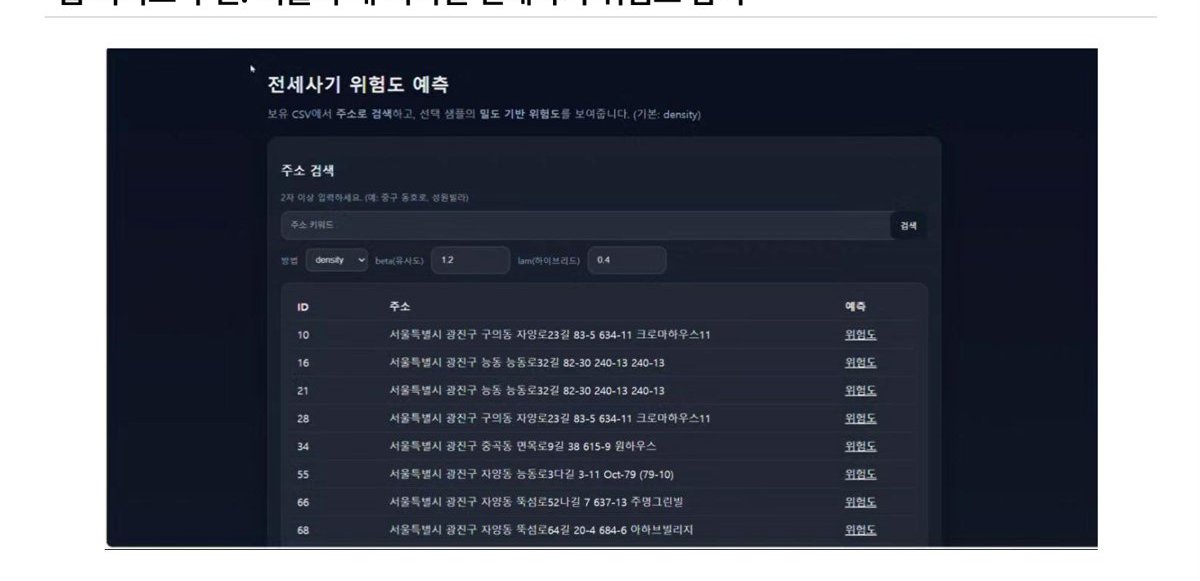 전세사기 위험도 예측
보유 CSV에서 주소로 검색하고, 선택 샘플의 밀도 기반 위험도를 보여줍니다. (기본: density)
주소 검색
2자 이상 입력하세요. (예: 중구 동호로, 성원빌라)
주소 키워드 검색
방법 density beta(유사도) 1.2 lam(하이브리드) 0.4
ID 주소 예측
10 서울특별시 광진구 구의동 자양로23길 83-5 634-11 크로마하우스11 위험도
16 서울특별시 광진구 능동 능동로32길 82-30 240-13 240-13 위험도
21 서울특별시 광진구 능동 능동로32길 82-30 240-13 240-13 위험도
28 서울특별시 광진구 구의동 자양로23길 83-5 634-11 크로마하우스11 위험도
34 서울특별시 광진구 중곡동 면목로9길 38 615-9 원하우스 위험도
55 서울특별시 광진구 자양동 능동로3다길 3-11 Oct-79 (79-10) 위험도
66 서울특별시 광진구 자양동 뚝섬로52나길 7 637-13 주명그린빌 위험도
68 서울특별시 광진구 자양동 뚝섬로64길 20-4 684-6 아하브빌리지 위험도